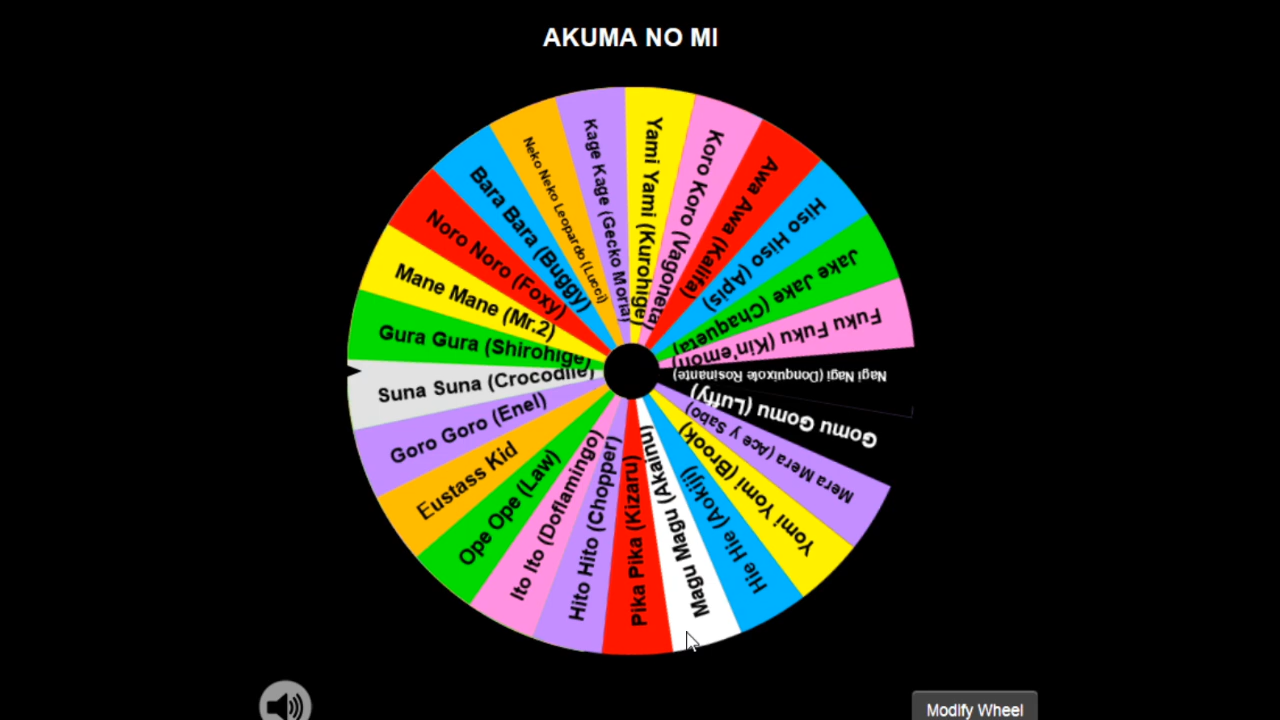 AKUMA NO MI
Yami Yami (Kurohige)
Koro Koro (Vagoneta)
Awa Awa (Kalifa)
Hiso Hiso (Apis)
Jake Jake (Chaqueta)
Fuku Fuku (Kin'emon)
Nagi Nagi (Donquixole Rosinante)
Gomu Gomu (Luffy)
Mera Mera (Ace y Sabo)
Yomi Yomi (Brook)
Hie Hie (Aokiji)
Magu Magu (Akainu)
Pika Pika (Kizaru)
Hito Hito (Chopper)
Ito Ito (Doflamingo)
Ope Ope (Law)
Eustass Kid
Goro Goro (Enel)
Suna Suna (Crocodile)
Gura Gura (Shirohige)
Mane Mane (Mr.2)
Noro Noro (Foxy)
Bara Bara (Buggy)
Neko Neko Leopardo (Lucci)
Kage Kage (Gecko Moria)
Modify Wheel